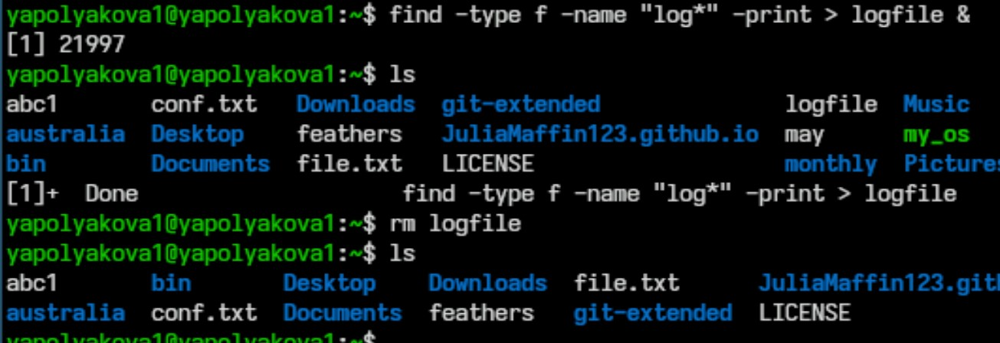 yapolyakova1@yapolyakova1:~$ find -type f -name "log*" -print > logfile &
[1] 21997
yapolyakova1@yapolyakova1:~$ ls
abc1 conf.txt Downloads git-extended logfile Music
australia Desktop feathers JuliaMaffin123.github.io may my_os
bin Documents file.txt LICENSE monthly Pictures
[1]+ Done find -type f -name "log*" -print > logfile
yapolyakova1@yapolyakova1:~$ rm logfile
yapolyakova1@yapolyakova1:~$ ls
abc1 bin Desktop Downloads file.txt JuliaMaffin123.gith
australia conf.txt Documents feathers git-extended LICENSE
yapolyakova1@yapolyakova1:~$